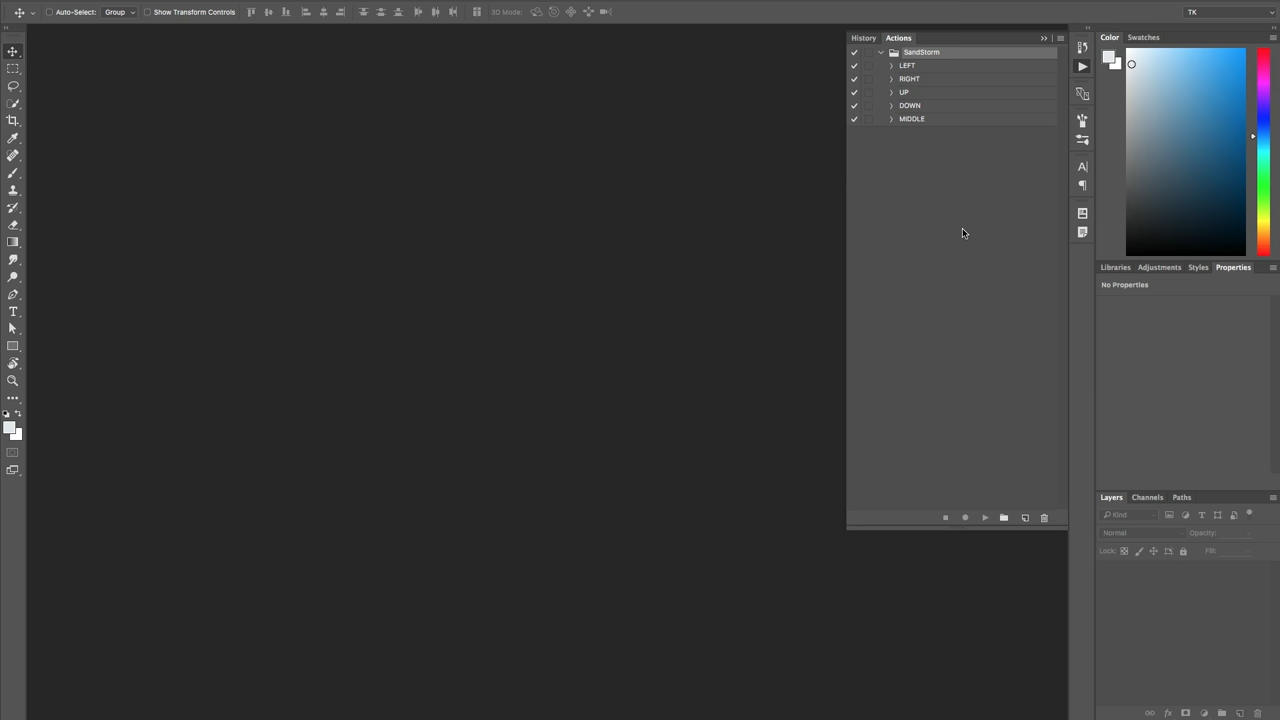 Auto-Select: Group Show Transform Controls 3D Mode: TK
History Actions
SandStorm
LEFT
RIGHT
UP
DOWN
MIDDLE
Color Swatches
Libraries Adjustments Styles Properties
No Properties
Layers Channels Paths
Kind
Normal Opacity:
Lock: Fill: